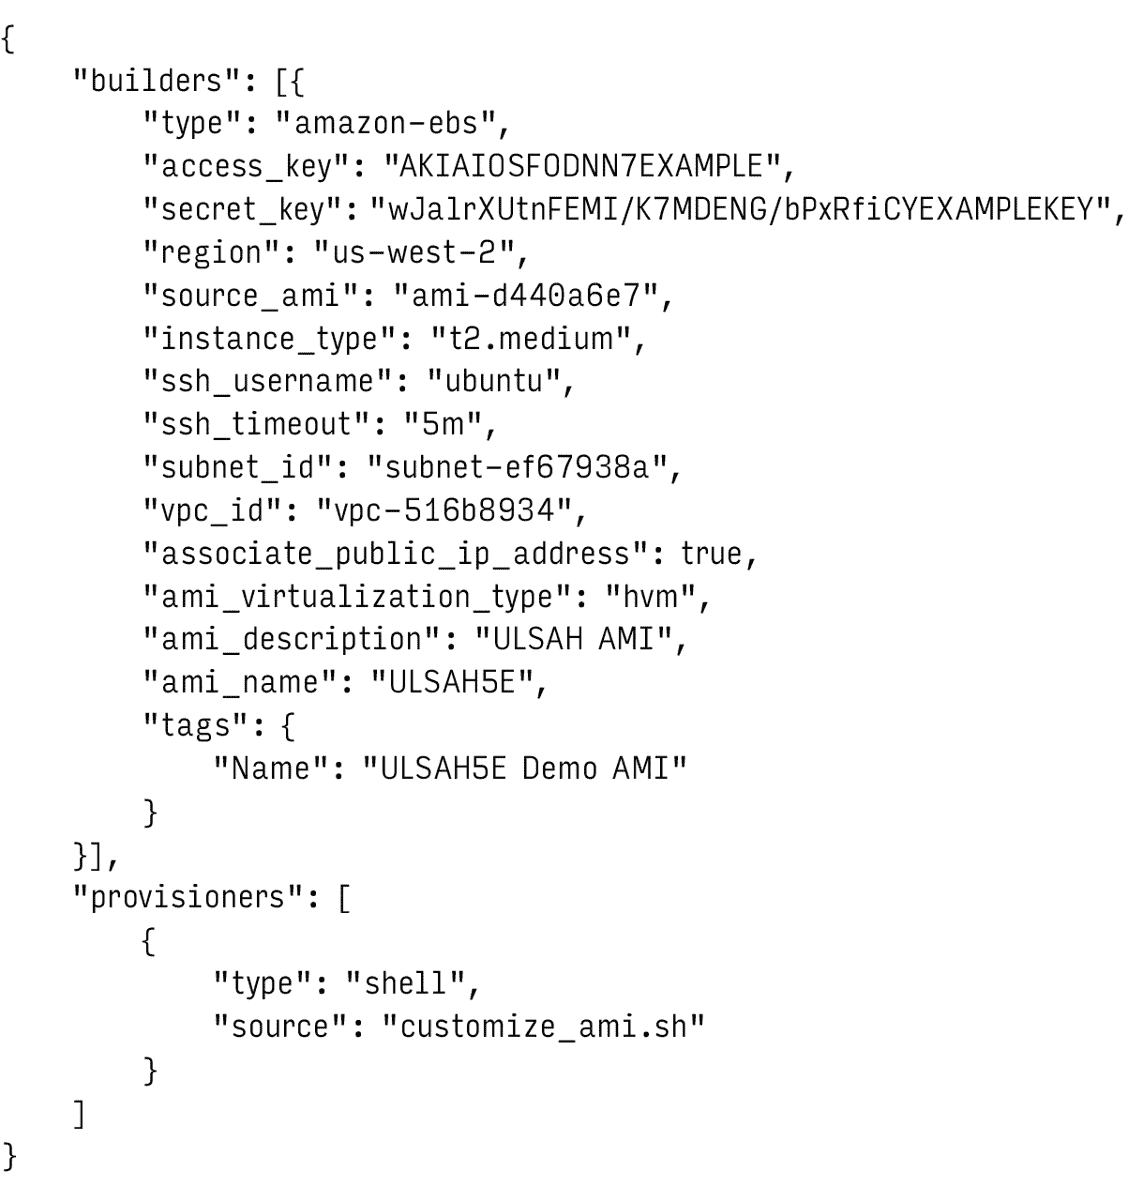 {
    "builders": [{
        "type": "amazon-ebs",
        "access_key": "AKIAIOSFODNN7EXAMPLE",
        "secret_key": "wJalrXUtnFEMI/K7MDENG/bPxRfiCYEXAMPLEKEY",
        "region": "us-west-2",
        "source_ami": "ami-d440a6e7",
        "instance_type": "t2.medium",
        "ssh_username": "ubuntu",
        "ssh_timeout": "5m",
        "subnet_id": "subnet-ef67938a",
        "vpc_id": "vpc-516b8934",
        "associate_public_ip_address": true,
        "ami_virtualization_type": "hvm",
        "ami_description": "ULSAH AMI",
        "ami_name": "ULSAH5E",
        "tags": {
            "Name": "ULSAH5E Demo AMI"
        }
    }],
    "provisioners": [
        {
            "type": "shell",
            "source": "customize_ami.sh"
        }
    ]
}